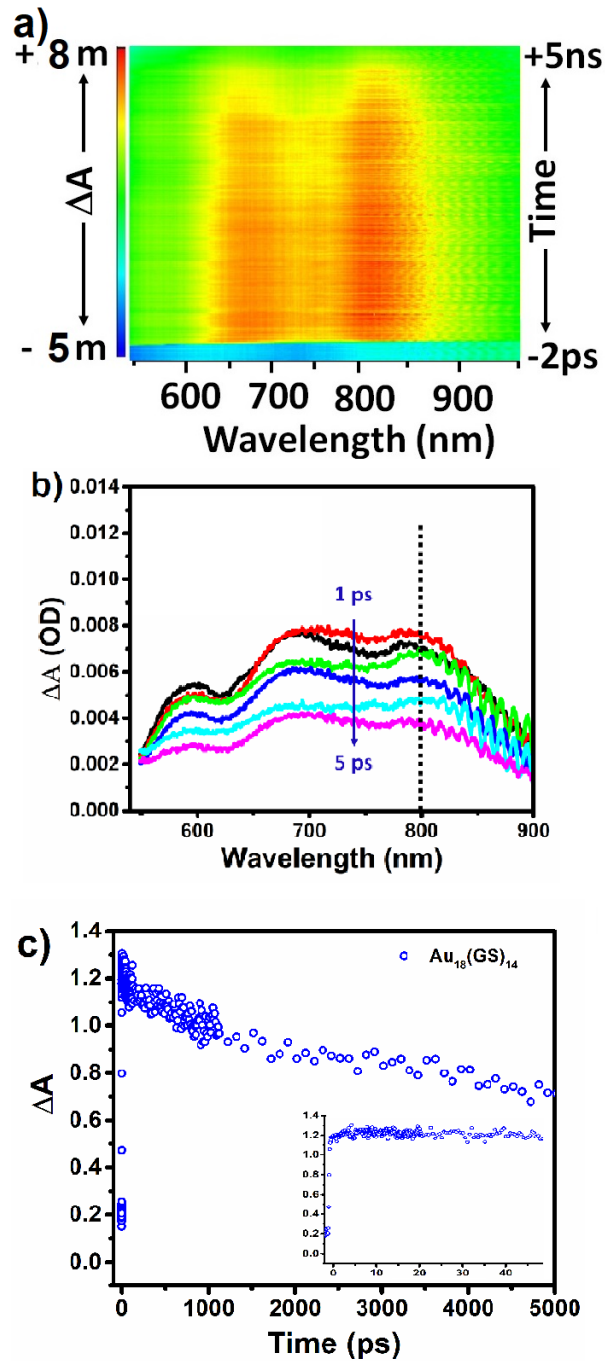 a)
+ 8 m
ΔA
- 5 m
+5ns
Time
-2ps
600 700 800 900
Wavelength (nm)
b)
0.014
0.012
0.010
0.008
0.006
0.004
0.002
0.000
ΔA (OD)
1 ps
5 ps
600 700 800 900
Wavelength (nm)
c)
1.4
1.2
1.0
0.8
0.6
0.4
0.2
0.0
ΔA
Au18(GS)14
1.4
1.2
1.0
0.8
0.6
0.4
0.2
0.0
0 10 20 30 40
0 1000 2000 3000 4000 5000
Time (ps)